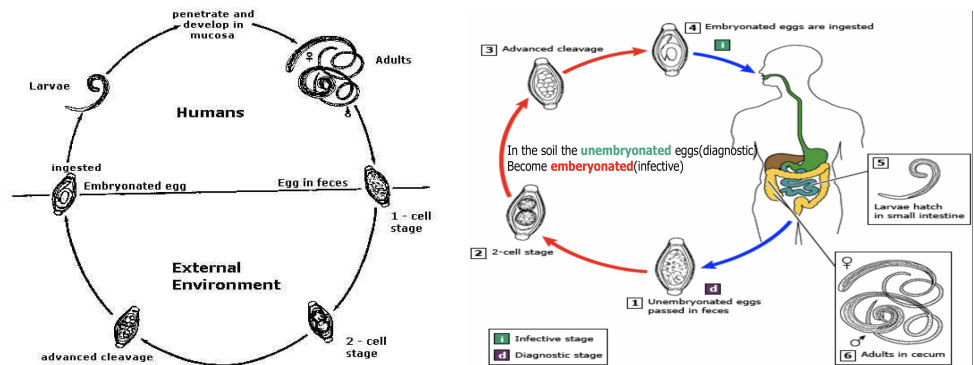 penetrate and
develop in
mucosa
Adults
Larvae
Humans
ingested
Embryonated egg
Egg in feces
1 - cell
stage
External
Environment
2 - cell
stage
advanced cleavage
4 Embryonated eggs are ingested
3 Advanced cleavage
i
In the soil the unembryonated eggs(diagnostic)
Become emberyonated(infective)
5
Larvae hatch
in small intestine
2 2-cell stage
d
1 Unembryonated eggs
passed in feces
i Infective stage
d Diagnostic stage
6 Adults in cecum